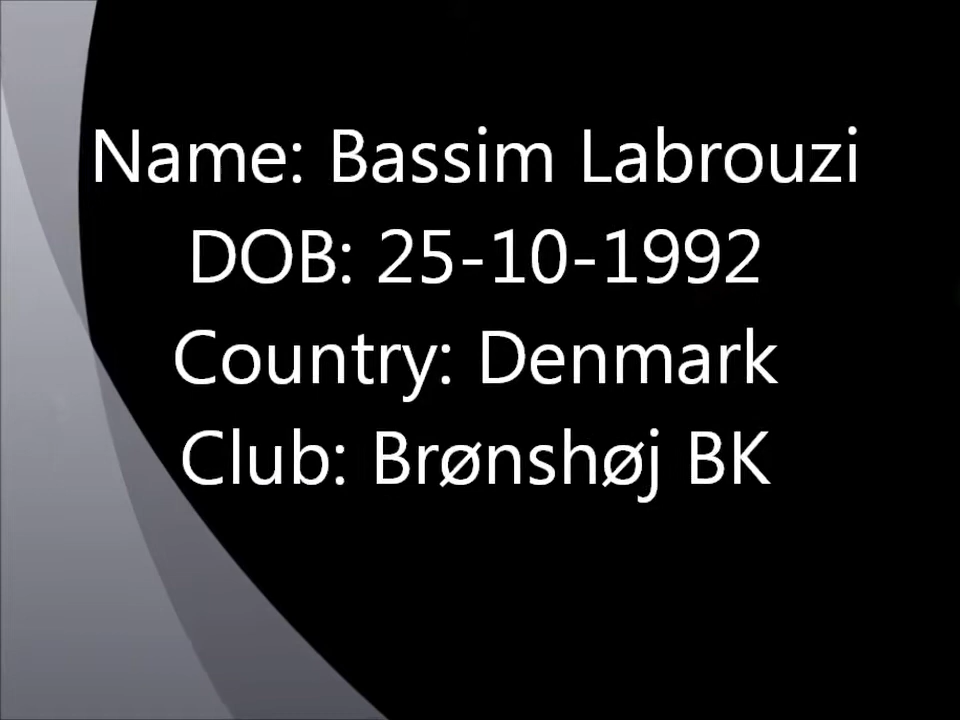 Name: Bassim Labrouzi
DOB: 25-10-1992
Country: Denmark
Club: Brønshøj BK